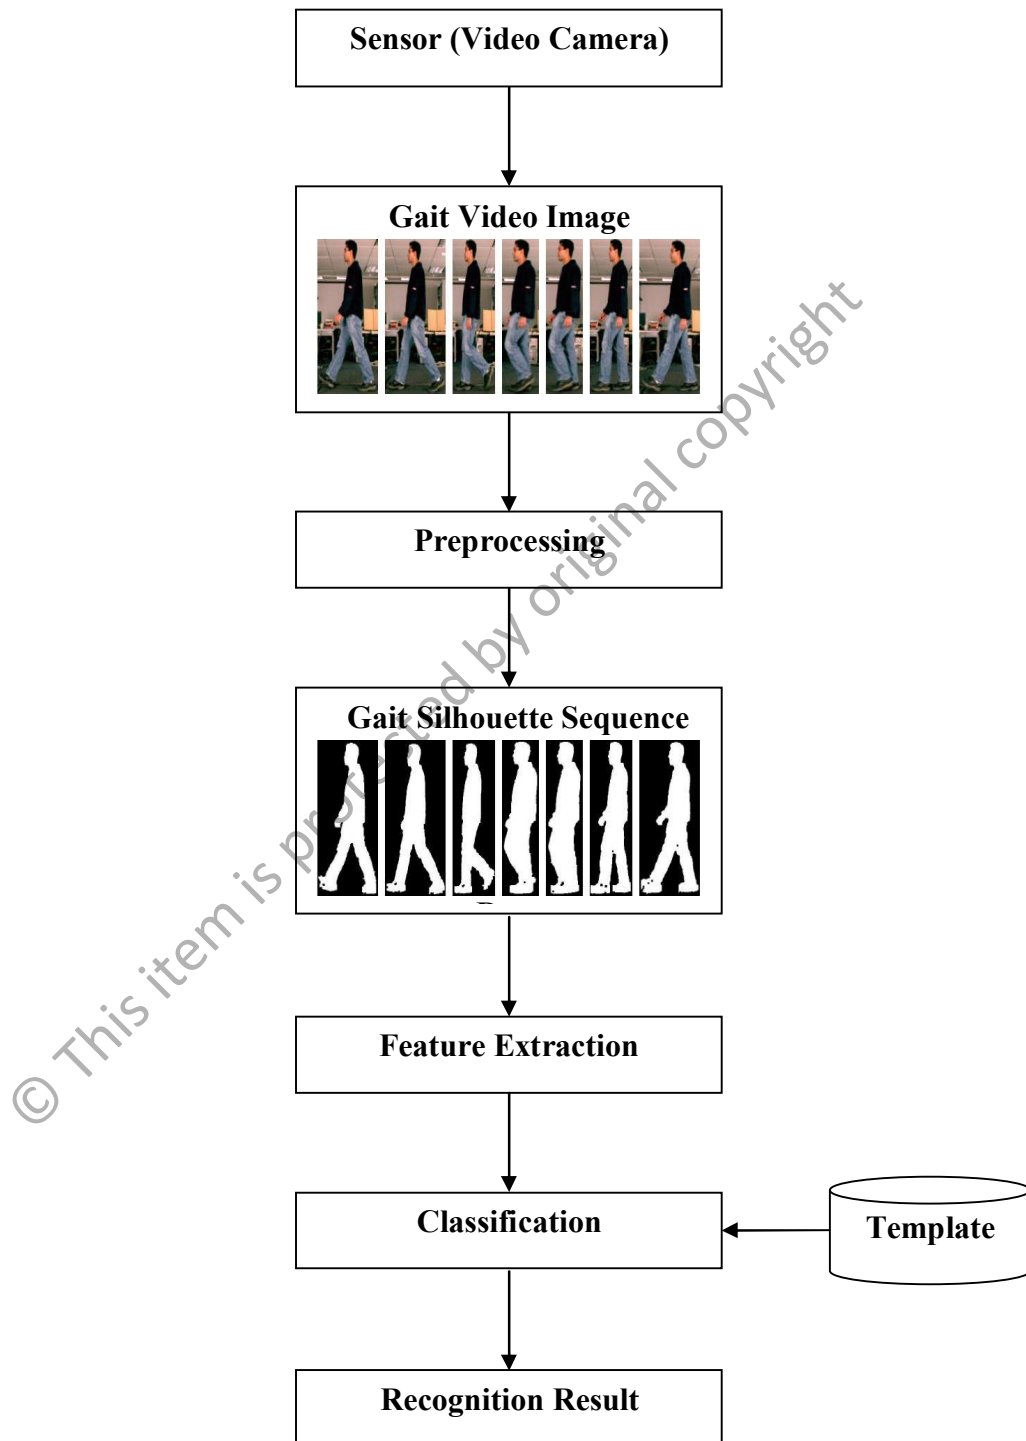 Sensor (Video Camera)
Gait Video Image
Preprocessing
Gait Silhouette Sequence
Feature Extraction
Classification
Template
Recognition Result
© This item is protected by original copyright